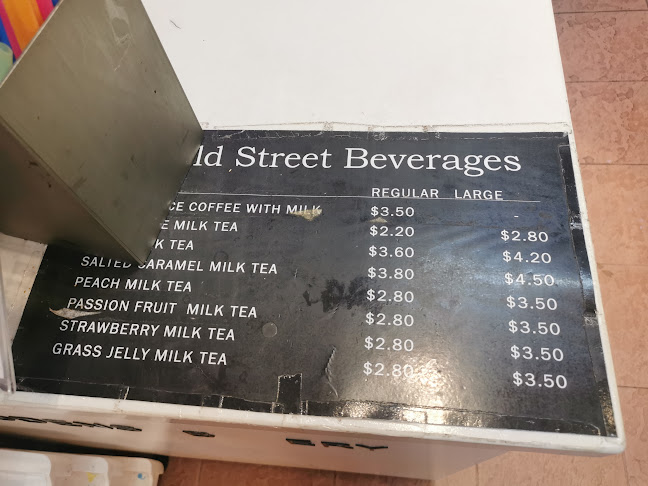 ld Street Beverages
REGULAR LARGE
CE COFFEE WITH MILK $3.50 -
E MILK TEA $2.20 $2.80
K TEA $3.60 $4.20
SALTED CARAMEL MILK TEA $3.80 $4.50
PEACH MILK TEA $2.80 $3.50
PASSION FRUIT MILK TEA $2.80 $3.50
STRAWBERRY MILK TEA $2.80 $3.50
GRASS JELLY MILK TEA $2.80 $3.50